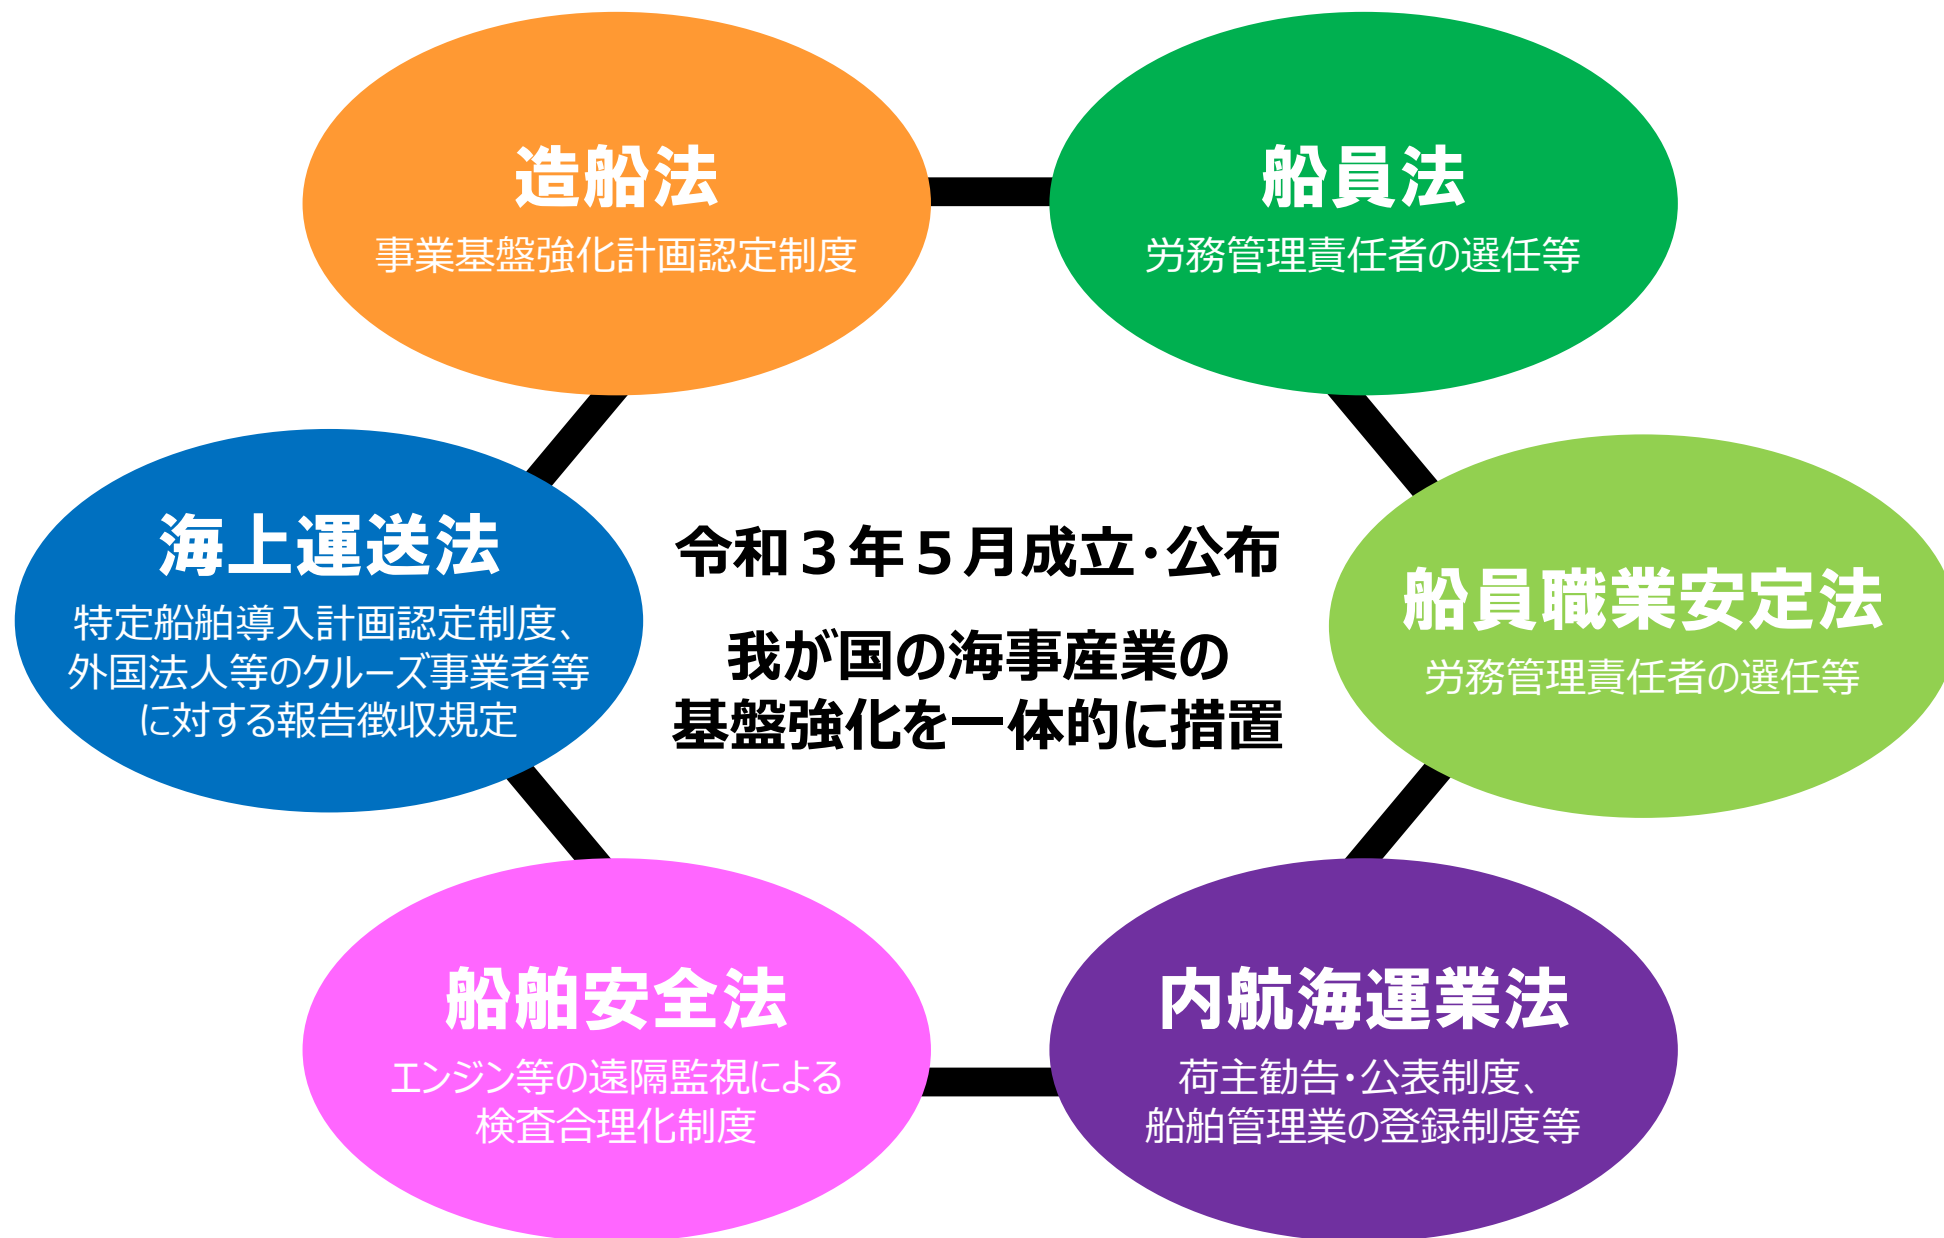 造船法
事業基盤強化計画認定制度
船員法
労務管理責任者の選任等
海上運送法
特定船舶導入計画認定制度、
外国法人等のクルーズ事業者等
に対する報告徴収規定
令和３年５月成立・公布
我が国の海事産業の
基盤強化を一体的に措置
船員職業安定法
労務管理責任者の選任等
船舶安全法
エンジン等の遠隔監視による
検査合理化制度
内航海運業法
荷主勧告・公表制度、
船舶管理業の登録制度等